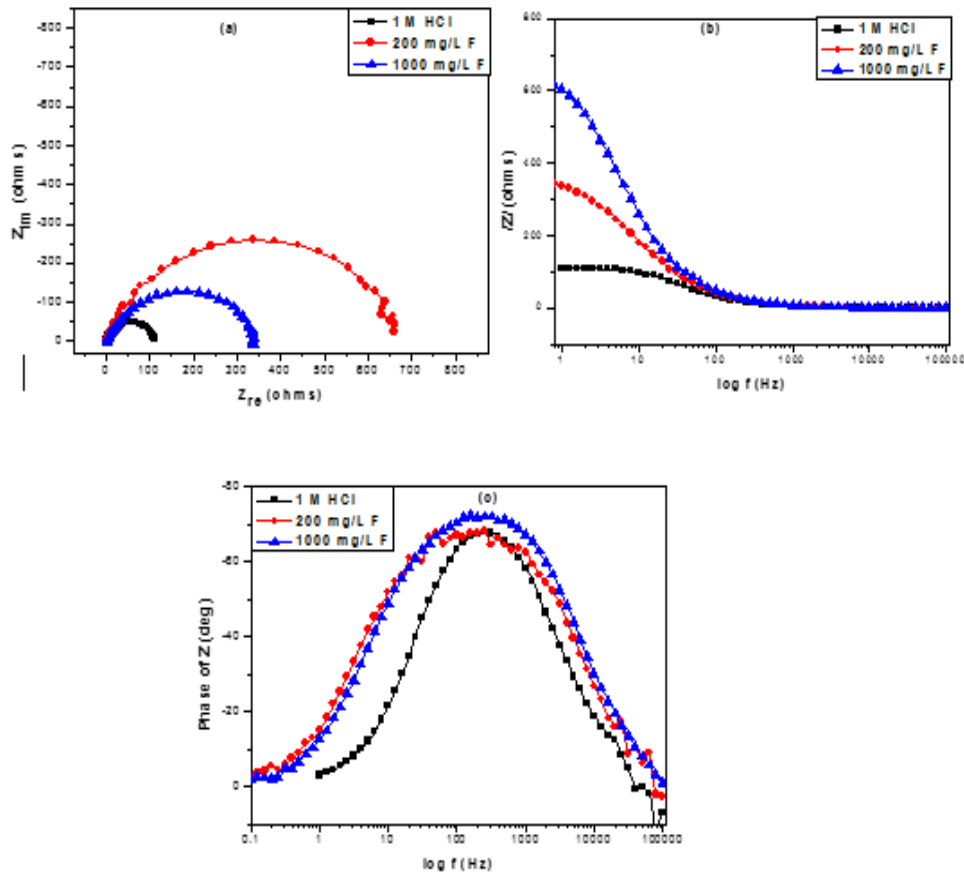 (a)
1 M HCl
200 mg/L F
1000 mg/L F
-800
-700
-600
-500
-400
-300
-200
-100
0
Z_Im (ohms)
0 100 200 300 400 500 600 700 800
Z_re (ohms)
(b)
1 M HCl
200 mg/L F
1000 mg/L F
800
600
400
200
0
/Z/ (ohms)
1 10 100 1000 10000 100000
log f (Hz)
(c)
1 M HCl
200 mg/L F
1000 mg/L F
-80
-60
-40
-20
0
Phase of Z (deg)
0.1 1 10 100 1000 10000 100000
log f (Hz)